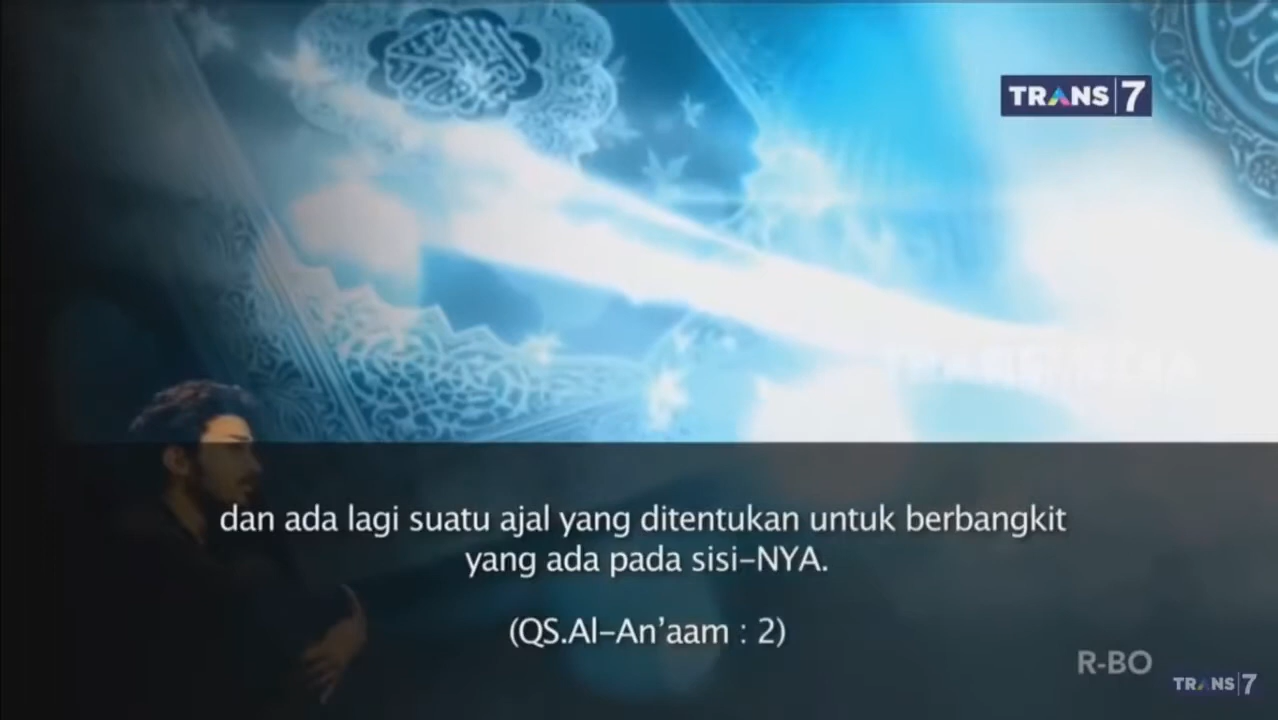 TRANS|7
dan ada lagi suatu ajal yang ditentukan untuk berbangkit
yang ada pada sisi-NYA.
(QS.Al-An'aam : 2)
R-BO
TRANS|7